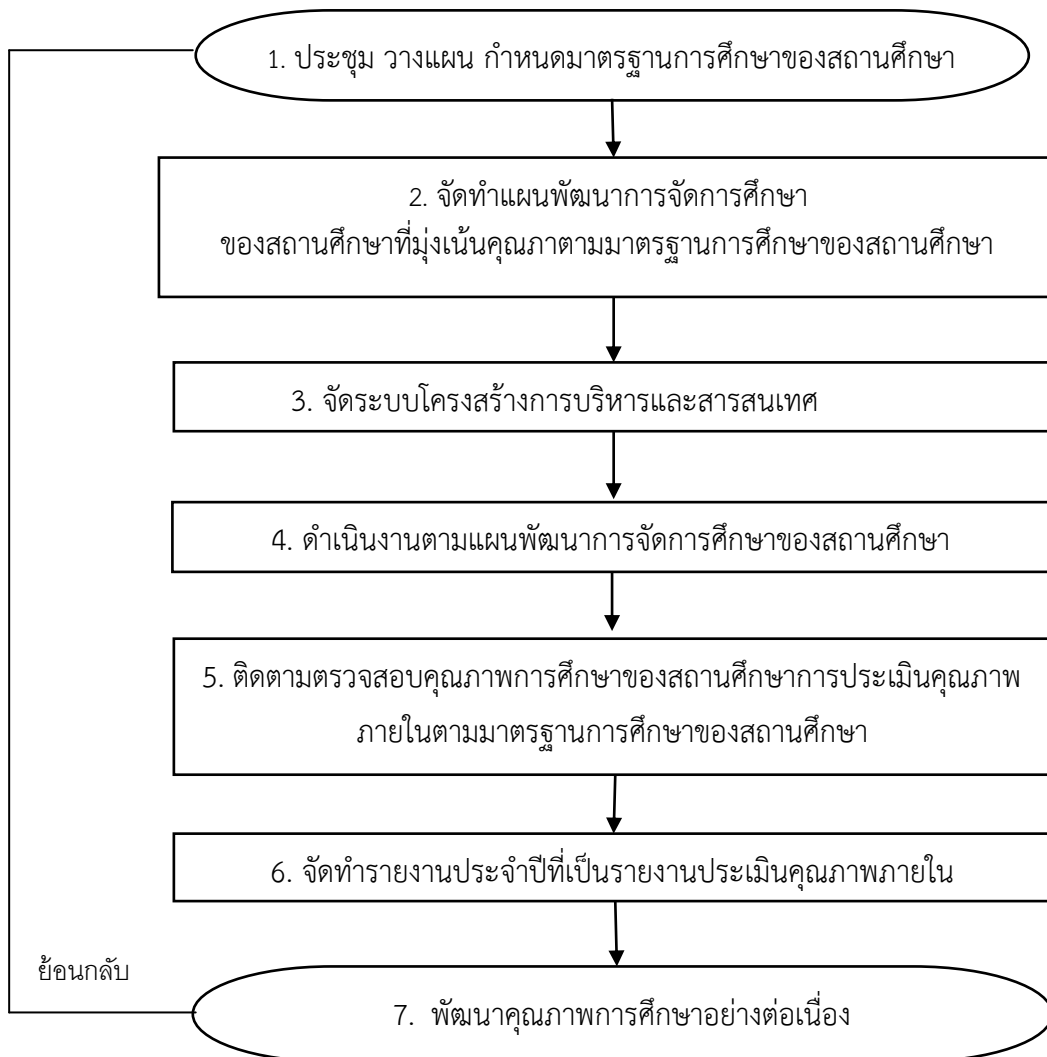 1. ประชุม วางแผน กำหนดมาตรฐานการศึกษาของสถานศึกษา
2. จัดทำแผนพัฒนาการจัดการศึกษา
ของสถานศึกษาที่มุ่งเน้นคุณภาตามมาตรฐานการศึกษาของสถานศึกษา
3. จัดระบบโครงสร้างการบริหารและสารสนเทศ
4. ดำเนินงานตามแผนพัฒนาการจัดการศึกษาของสถานศึกษา
5. ติดตามตรวจสอบคุณภาพการศึกษาของสถานศึกษาการประเมินคุณภาพ
ภายในตามมาตรฐานการศึกษาของสถานศึกษา
6. จัดทำรายงานประจำปีที่เป็นรายงานประเมินคุณภาพภายใน
ย้อนกลับ
7. พัฒนาคุณภาพการศึกษาอย่างต่อเนื่อง